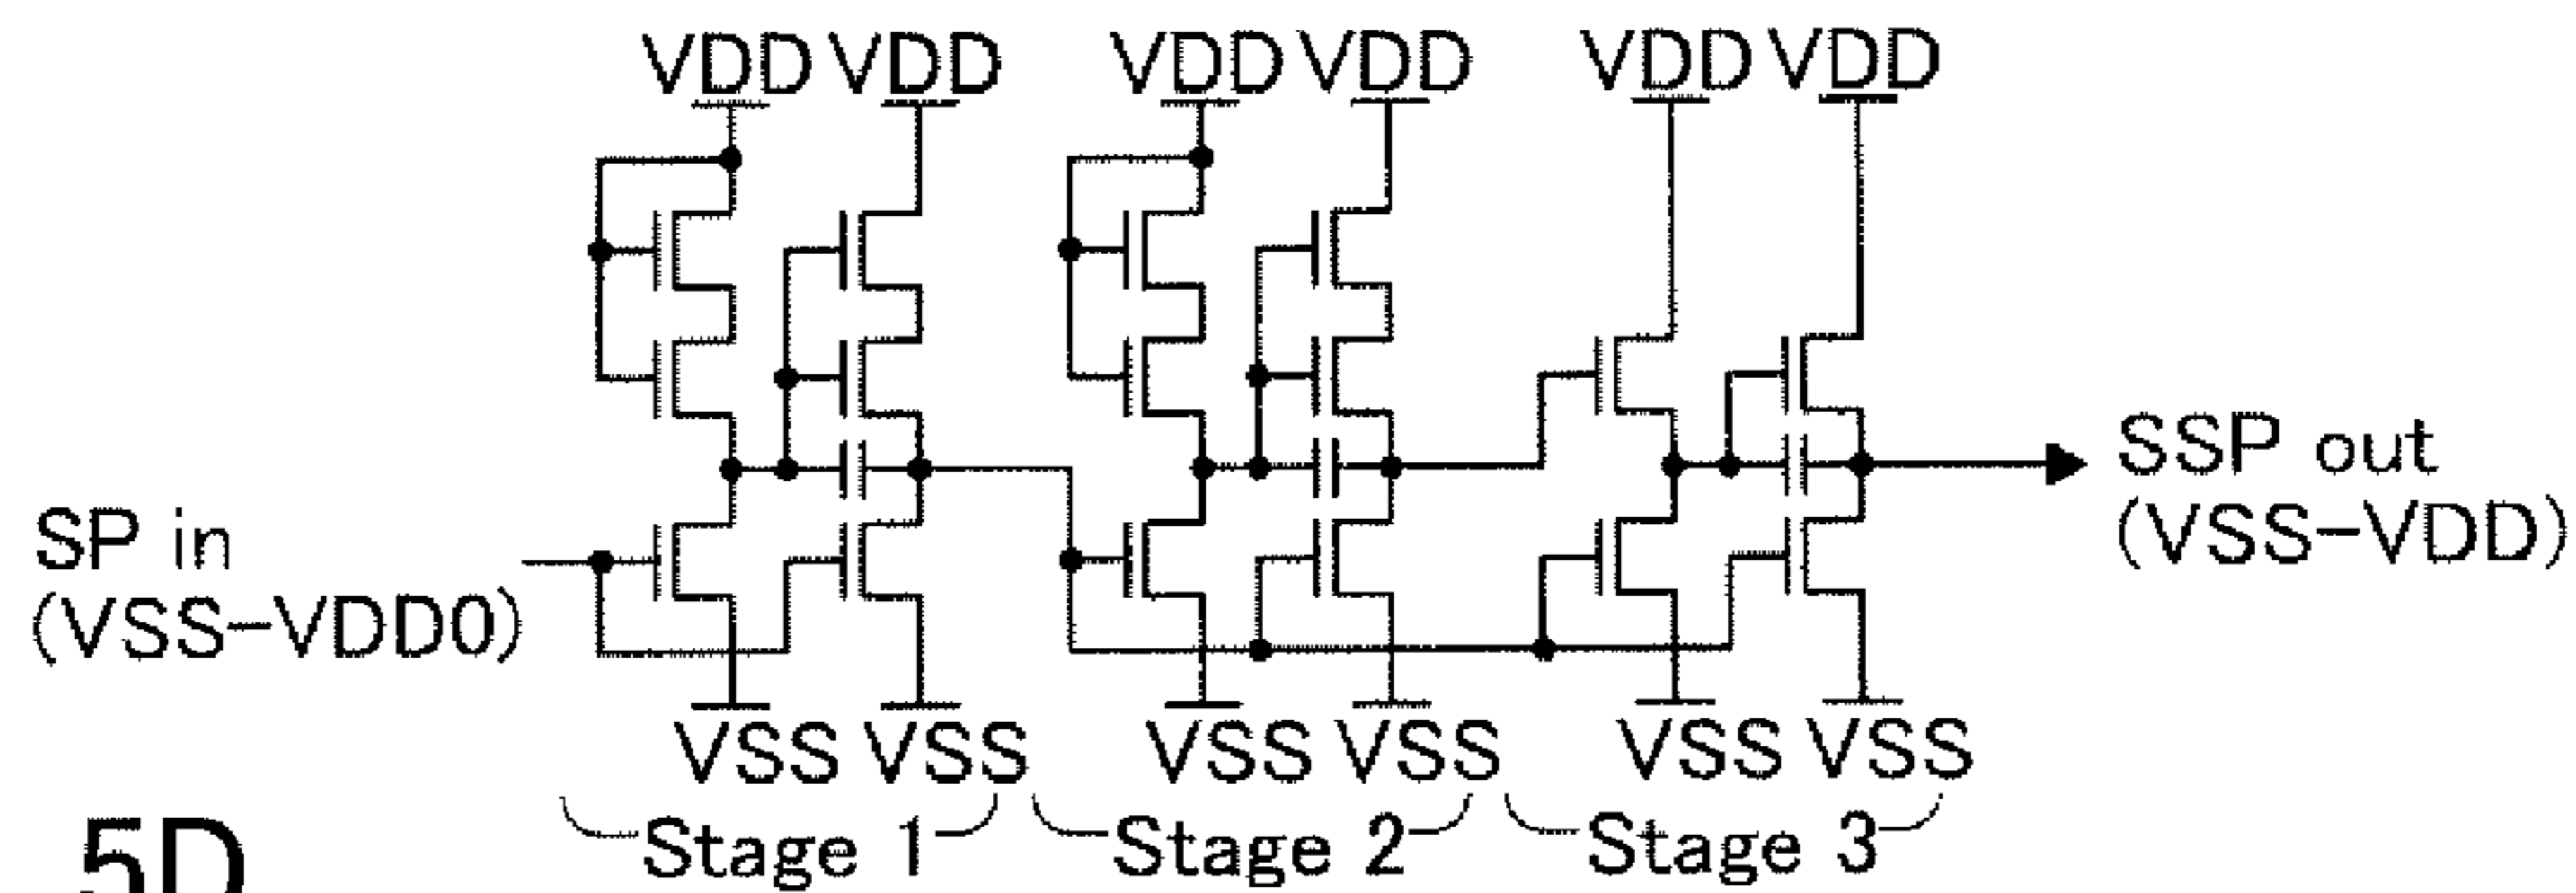 VDD VDD VDD VDD VDD VDD
SP in
(VSS-VDD0)
SSP out
(VSS-VDD)
VSS VSS VSS VSS VSS VSS
Stage 1 Stage 2 Stage 3
5D